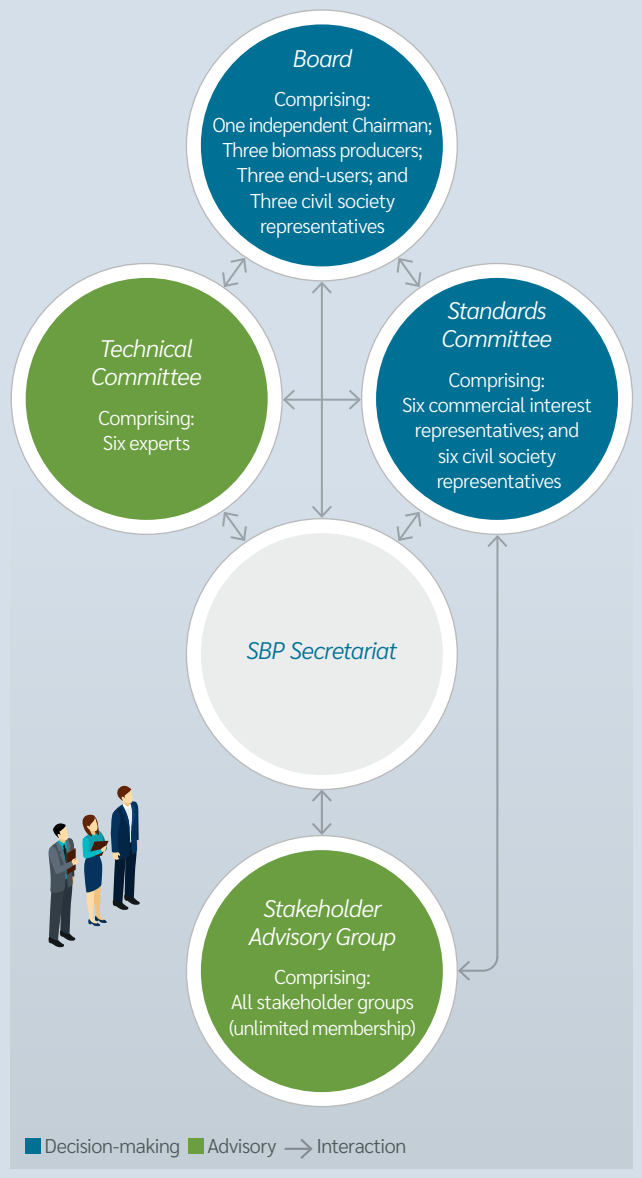 Board
Comprising:
One independent Chairman;
Three biomass producers;
Three end-users; and
Three civil society
representatives
Technical
Committee
Comprising:
Six experts
Standards
Committee
Comprising:
Six commercial interest
representatives; and
six civil society
representatives
SBP Secretariat
Stakeholder
Advisory Group
Comprising:
All stakeholder groups
(unlimited membership)
Decision-making Advisory Interaction